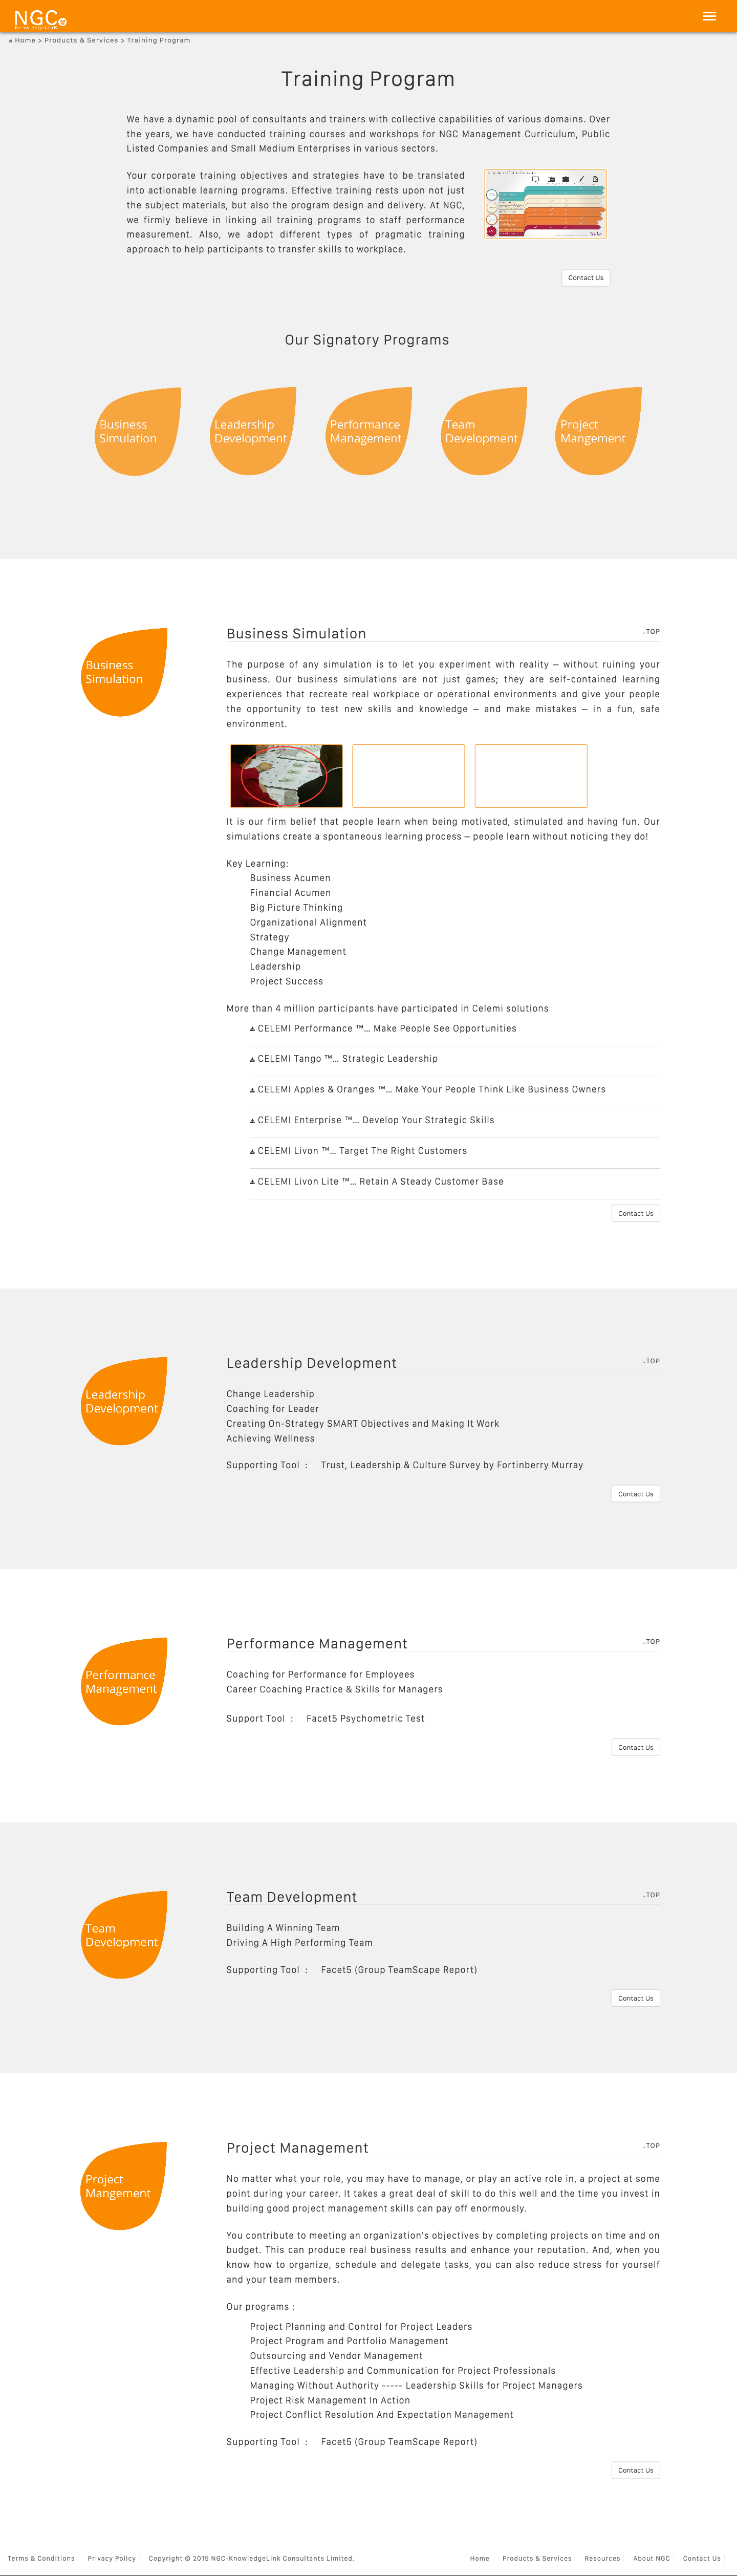 NGC
Home > Products & Services > Training Program
Training Program
We have a dynamic pool of consultants and trainers with collective capabilities of various domains. Over
the years, we have conducted training courses and workshops for NGC Management Curriculum, Public
Listed Companies and Small Medium Enterprises in various sectors.
Your corporate training objectives and strategies have to be translated
into actionable learning programs. Effective training rests upon not just
the subject materials, but also the program design and delivery. At NGC,
we firmly believe in linking all training programs to staff performance
measurement. Also, we adopt different types of pragmatic training
approach to help participants to transfer skills to workplace.
NGC
Contact Us
Our Signatory Programs
Business
Simulation
Leadership
Development
Performance
Management
Team
Development
Project
Mangement
Business
Simulation
Business Simulation
.TOP
The purpose of any simulation is to let you experiment with reality – without ruining your
business. Our business simulations are not just games; they are self-contained learning
experiences that recreate real workplace or operational environments and give your people
the opportunity to test new skills and knowledge – and make mistakes – in a fun, safe
environment.
It is our firm belief that people learn when being motivated, stimulated and having fun. Our
simulations create a spontaneous learning process – people learn without noticing they do!
Key Learning:
Business Acumen
Financial Acumen
Big Picture Thinking
Organizational Alignment
Strategy
Change Management
Leadership
Project Success
More than 4 million participants have participated in Celemi solutions
CELEMI Performance ™... Make People See Opportunities
CELEMI Tango ™... Strategic Leadership
CELEMI Apples & Oranges ™... Make Your People Think Like Business Owners
CELEMI Enterprise ™... Develop Your Strategic Skills
CELEMI Livon ™... Target The Right Customers
CELEMI Livon Lite ™... Retain A Steady Customer Base
Contact Us
Leadership
Development
Leadership Development
.TOP
Change Leadership
Coaching for Leader
Creating On-Strategy SMART Objectives and Making It Work
Achieving Wellness
Supporting Tool : Trust, Leadership & Culture Survey by Fortinberry Murray
Contact Us
Performance
Management
Performance Management
.TOP
Coaching for Performance for Employees
Career Coaching Practice & Skills for Managers
Support Tool : Facet5 Psychometric Test
Contact Us
Team
Development
Team Development
.TOP
Building A Winning Team
Driving A High Performing Team
Supporting Tool : Facet5 (Group TeamScape Report)
Contact Us
Project
Mangement
Project Management
.TOP
No matter what your role, you may have to manage, or play an active role in, a project at some
point during your career. It takes a great deal of skill to do this well and the time you invest in
building good project management skills can pay off enormously.
You contribute to meeting an organization's objectives by completing projects on time and on
budget. This can produce real business results and enhance your reputation. And, when you
know how to organize, schedule and delegate tasks, you can also reduce stress for yourself
and your team members.
Our programs :
Project Planning and Control for Project Leaders
Project Program and Portfolio Management
Outsourcing and Vendor Management
Effective Leadership and Communication for Project Professionals
Managing Without Authority ----- Leadership Skills for Project Managers
Project Risk Management In Action
Project Conflict Resolution And Expectation Management
Supporting Tool : Facet5 (Group TeamScape Report)
Contact Us
Terms & Conditions Privacy Policy Copyright © 2015 NGC-KnowledgeLink Consultants Limited. Home Products & Services Resources About NGC Contact Us